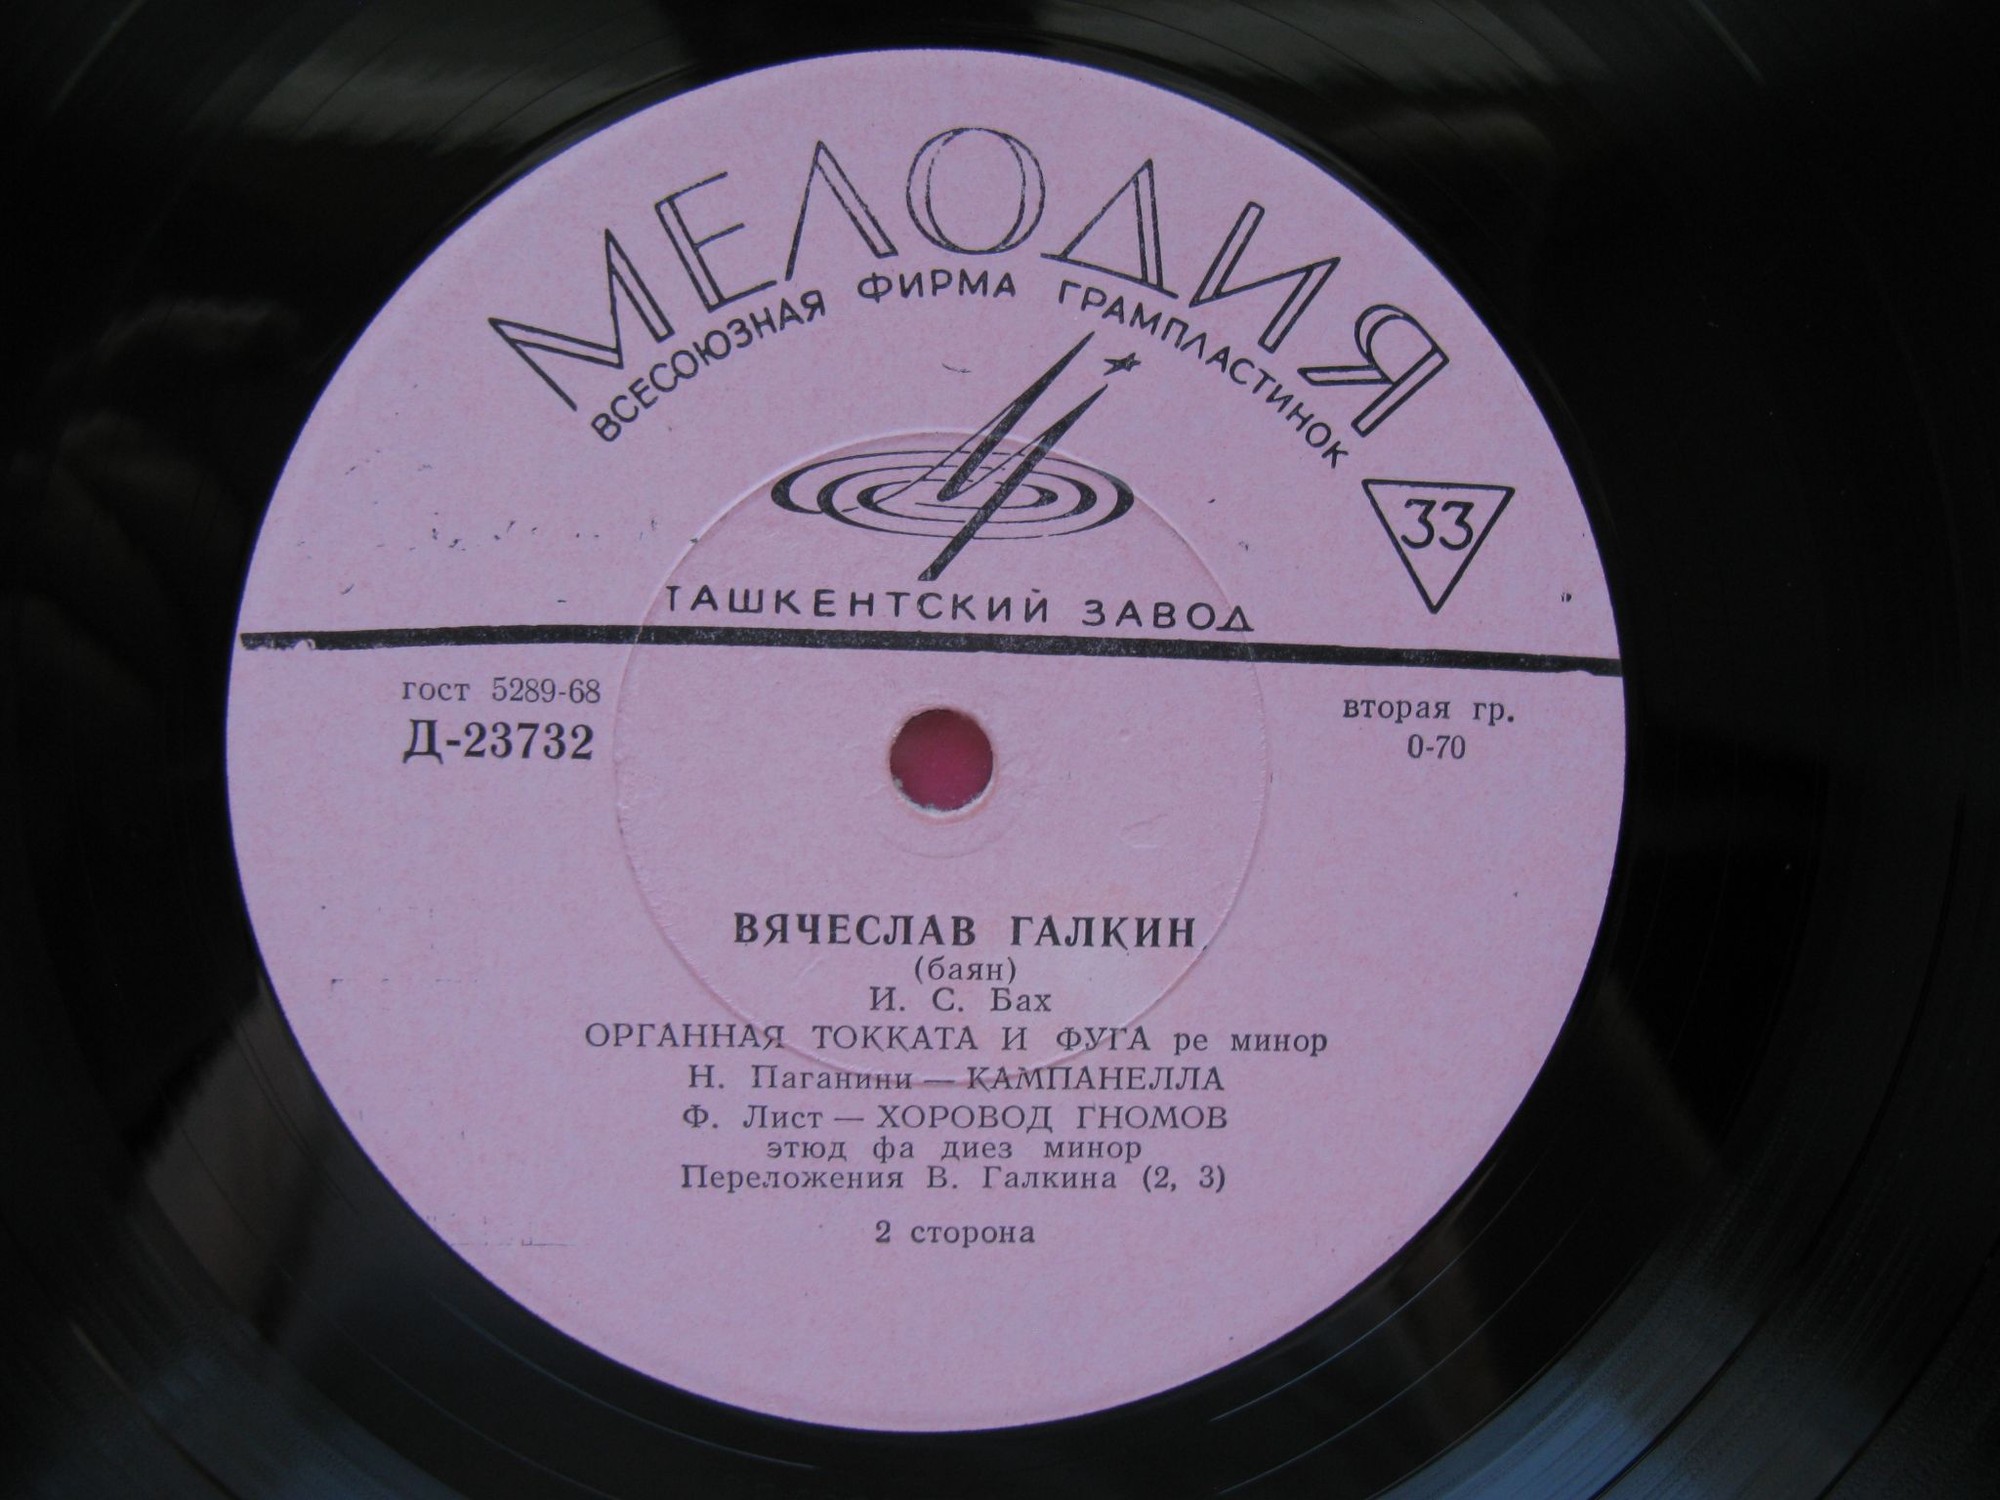 МЕЛОДИЯ
ВСЕСОЮЗНАЯ ФИРМА ГРАМПЛАСТИНОК
33
ТАШКЕНТСКИЙ ЗАВОД
гост 5289-68
Д-23732
вторая гр.
0-70
ВЯЧЕСЛАВ ГАЛКИН
(баян)
И. С. Бах
ОРГАННАЯ ТОККАТА И ФУГА ре минор
Н. Паганини — КАМПАНЕЛЛА
Ф. Лист — ХОРОВОД ГНОМОВ
этюд фа диез минор
Переложения В. Галкина (2, 3)
2 сторона